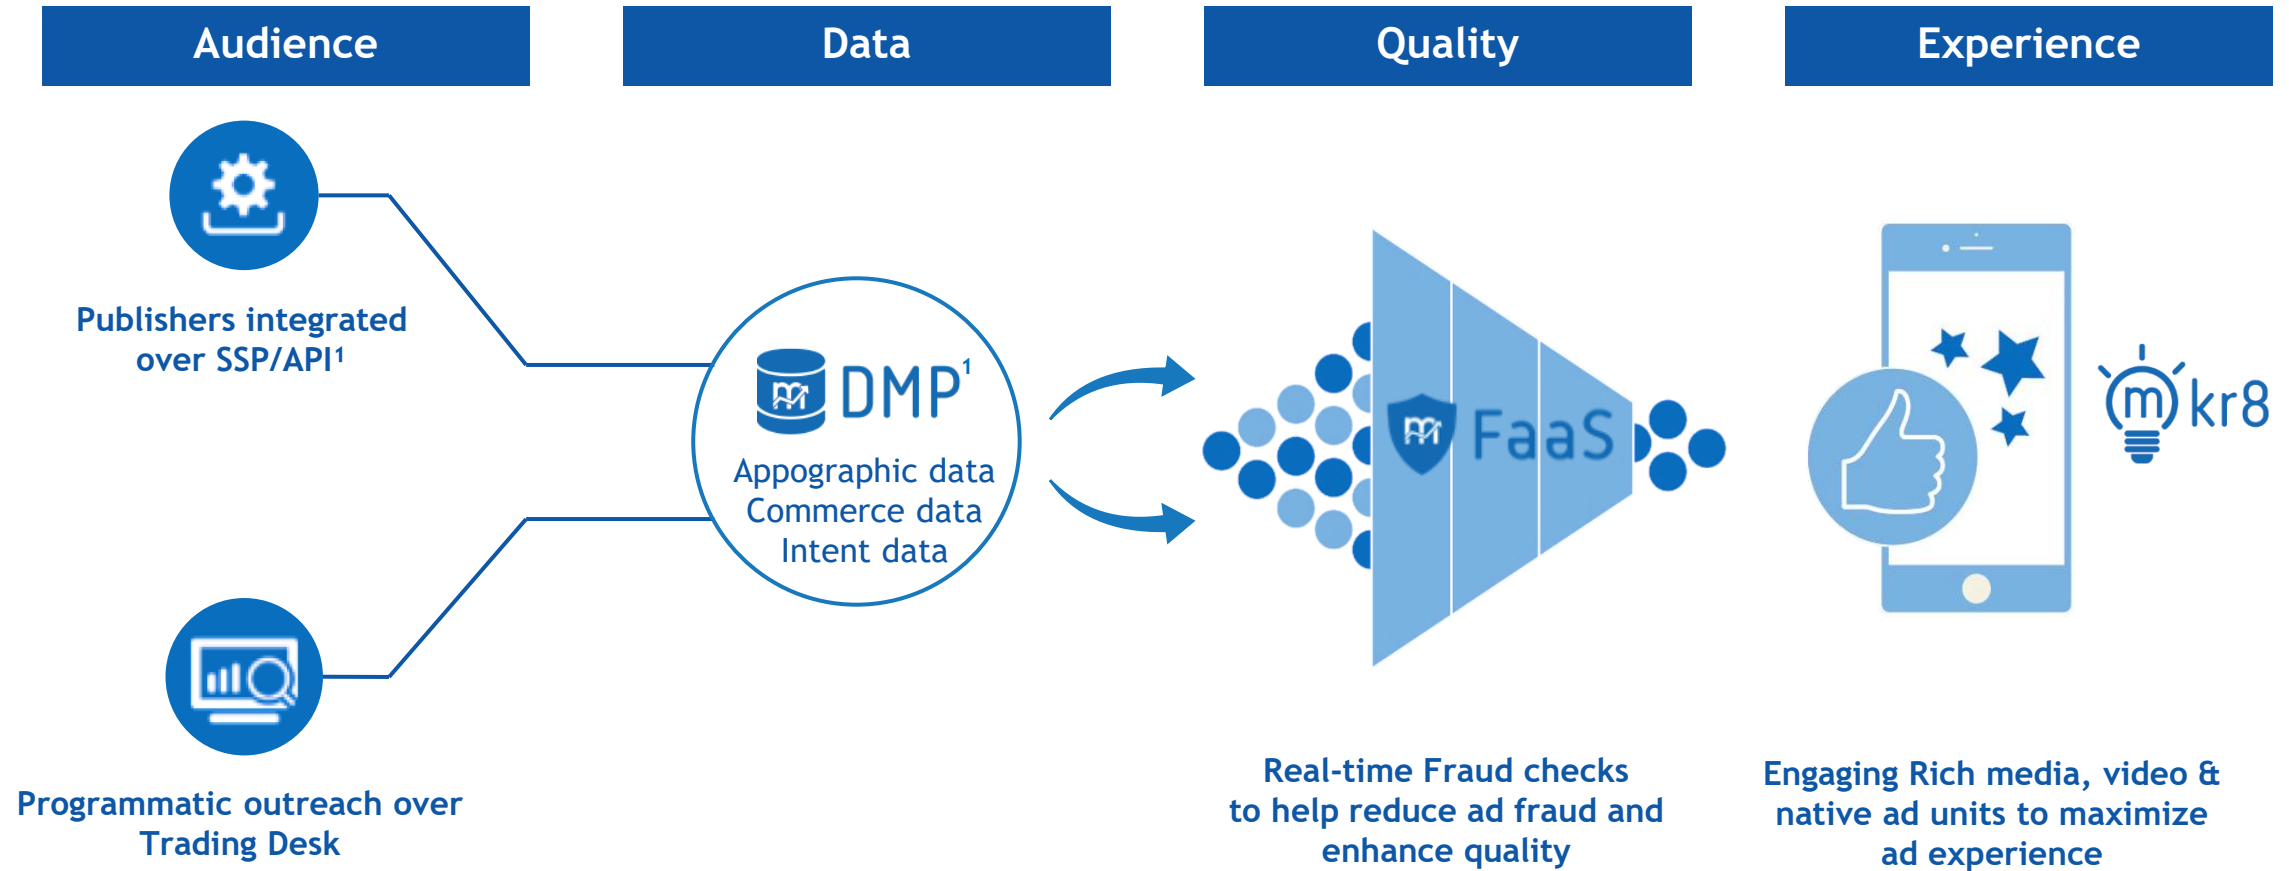 Audience
Publishers integrated
over SSP/API¹
Programmatic outreach over
Trading Desk
Data
m DMP¹
Appographic data
Commerce data
Intent data
Quality
m FaaS
Real-time Fraud checks
to help reduce ad fraud and
enhance quality
Experience
m kr8
Engaging Rich media, video &
native ad units to maximize
ad experience